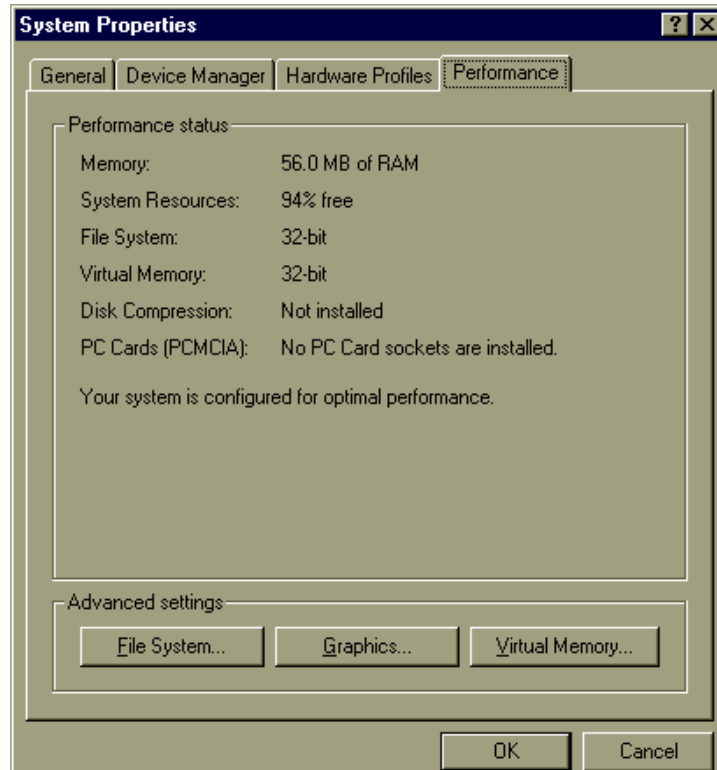 System Properties
General Device Manager Hardware Profiles Performance
Performance status
Memory: 56.0 MB of RAM
System Resources: 94% free
File System: 32-bit
Virtual Memory: 32-bit
Disk Compression: Not installed
PC Cards (PCMCIA): No PC Card sockets are installed.
Your system is configured for optimal performance.
Advanced settings
File System... Graphics... Virtual Memory...
OK Cancel